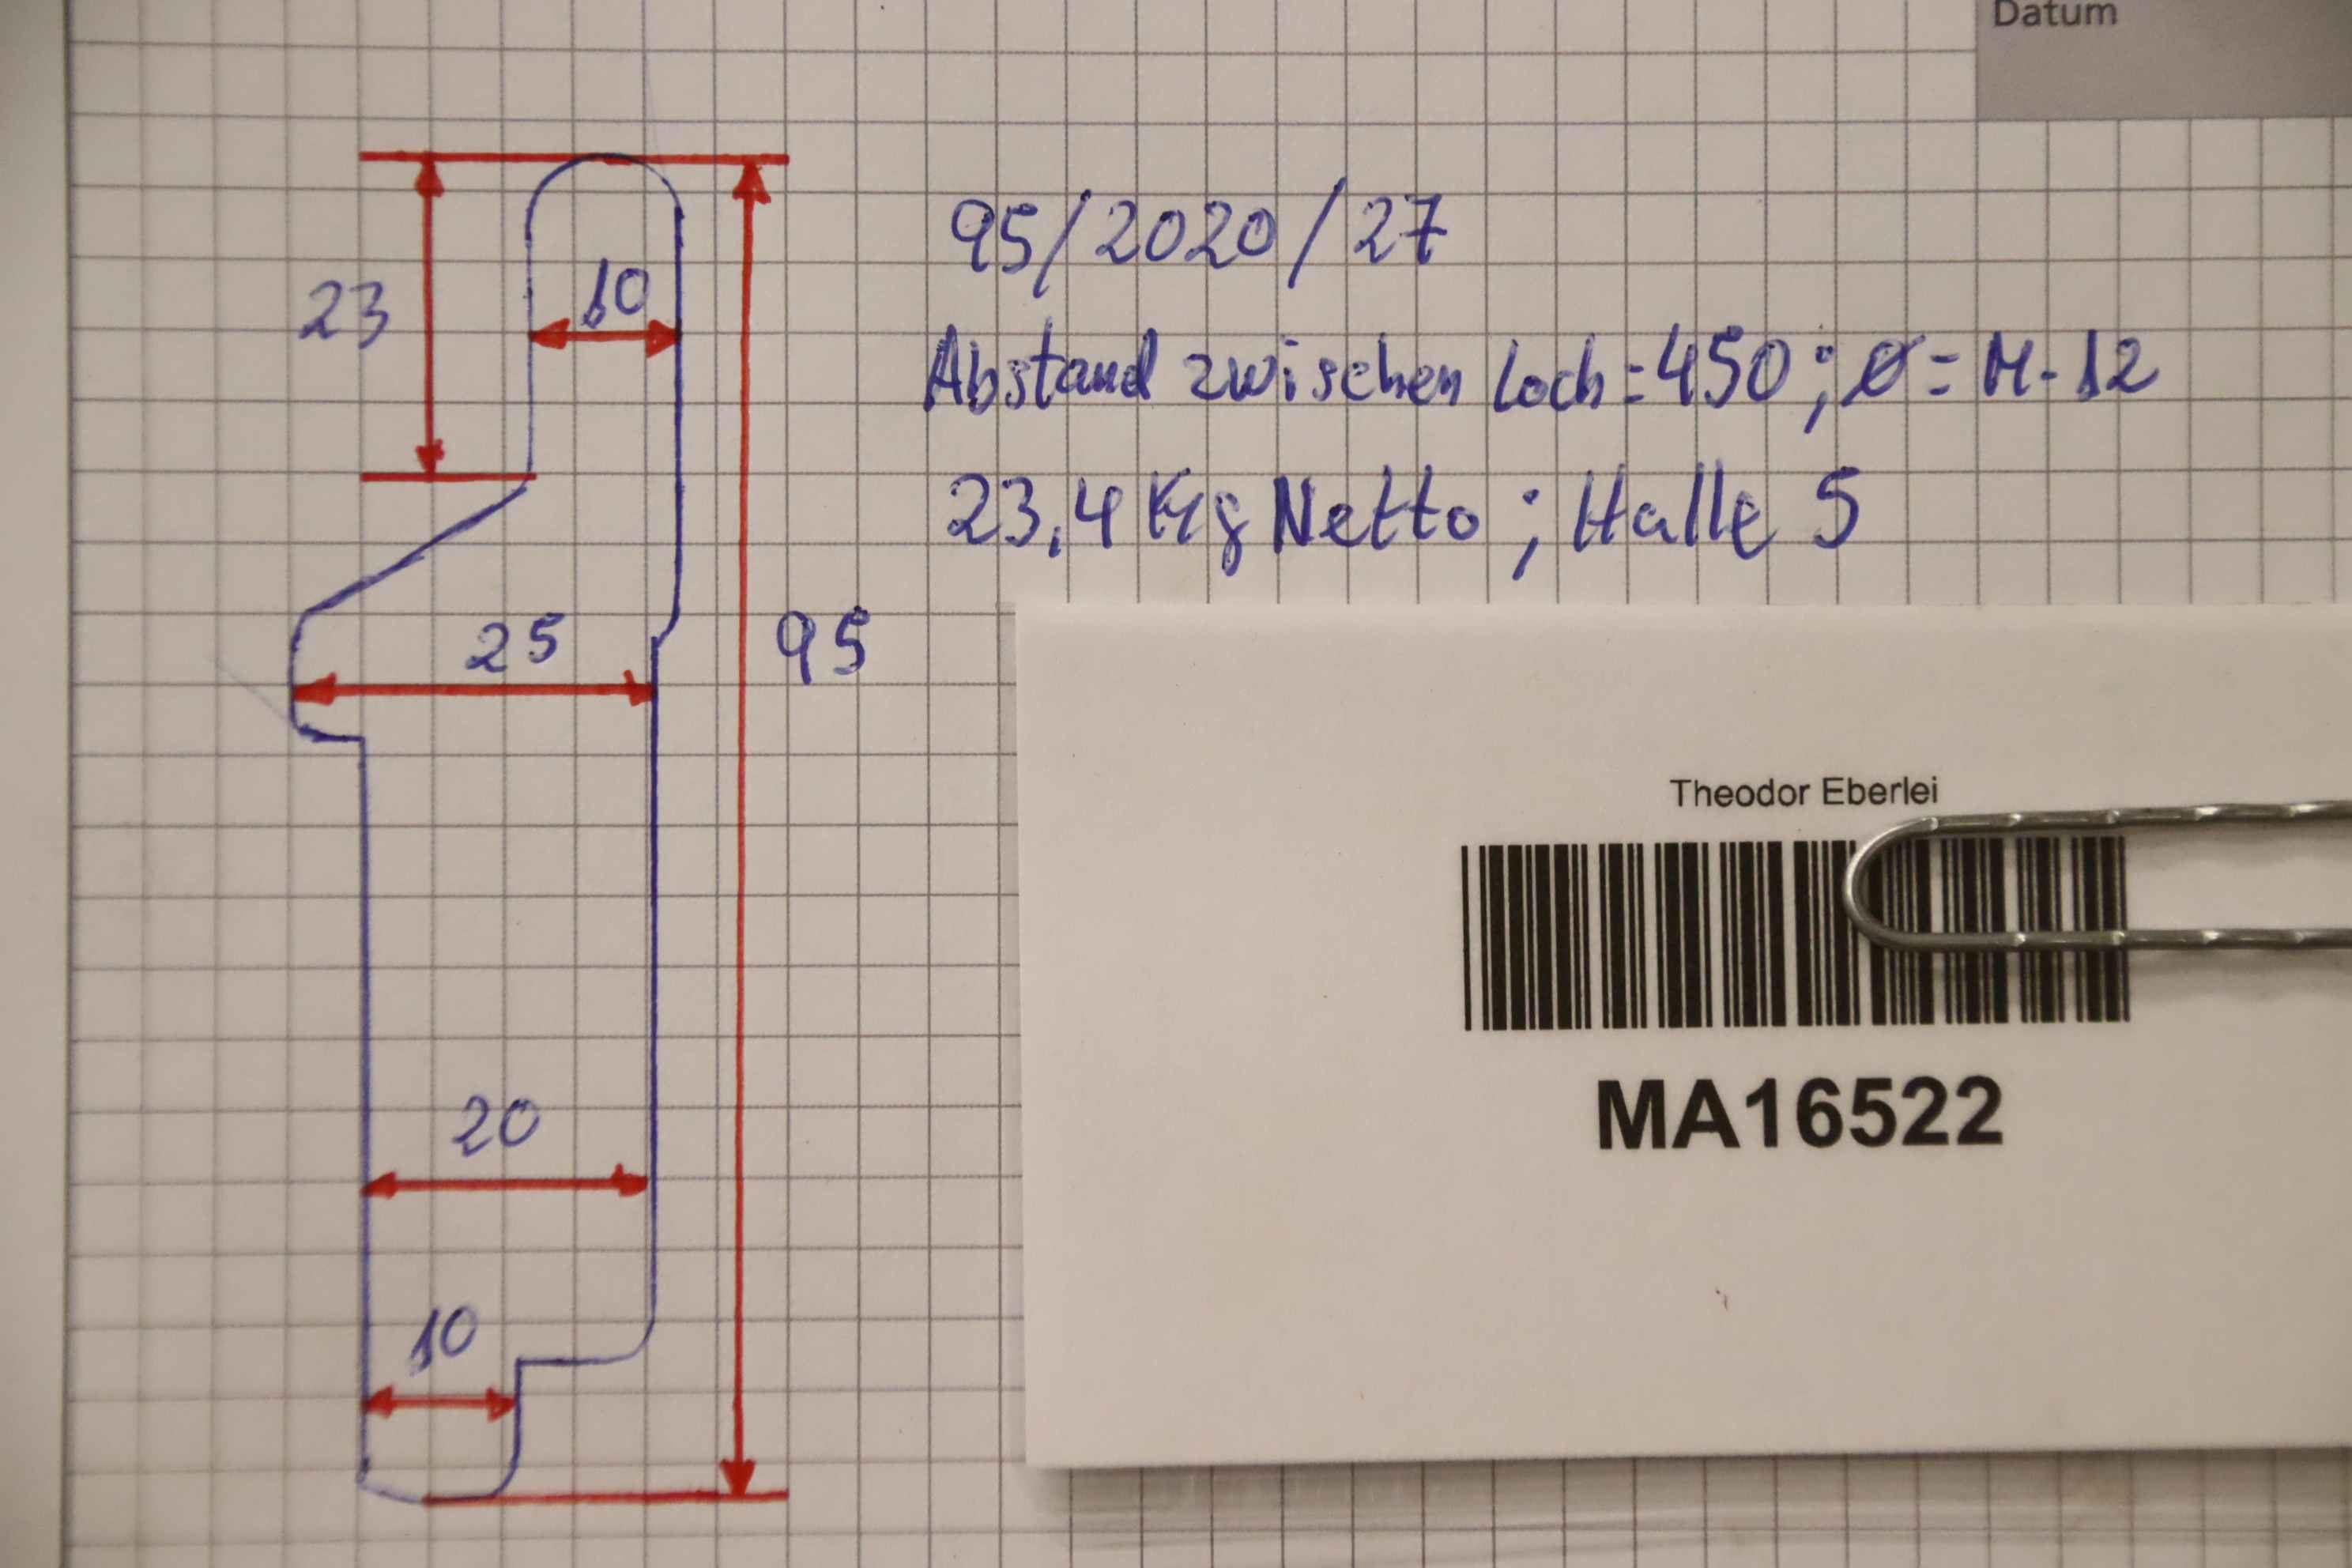 Datum
95/2020/27
23
10
Abstand zwischen Loch=450; Ø=M-12
23,4 Kg Netto; Halle 5
25
95
Theodor Eberlei
MA16522
20
10